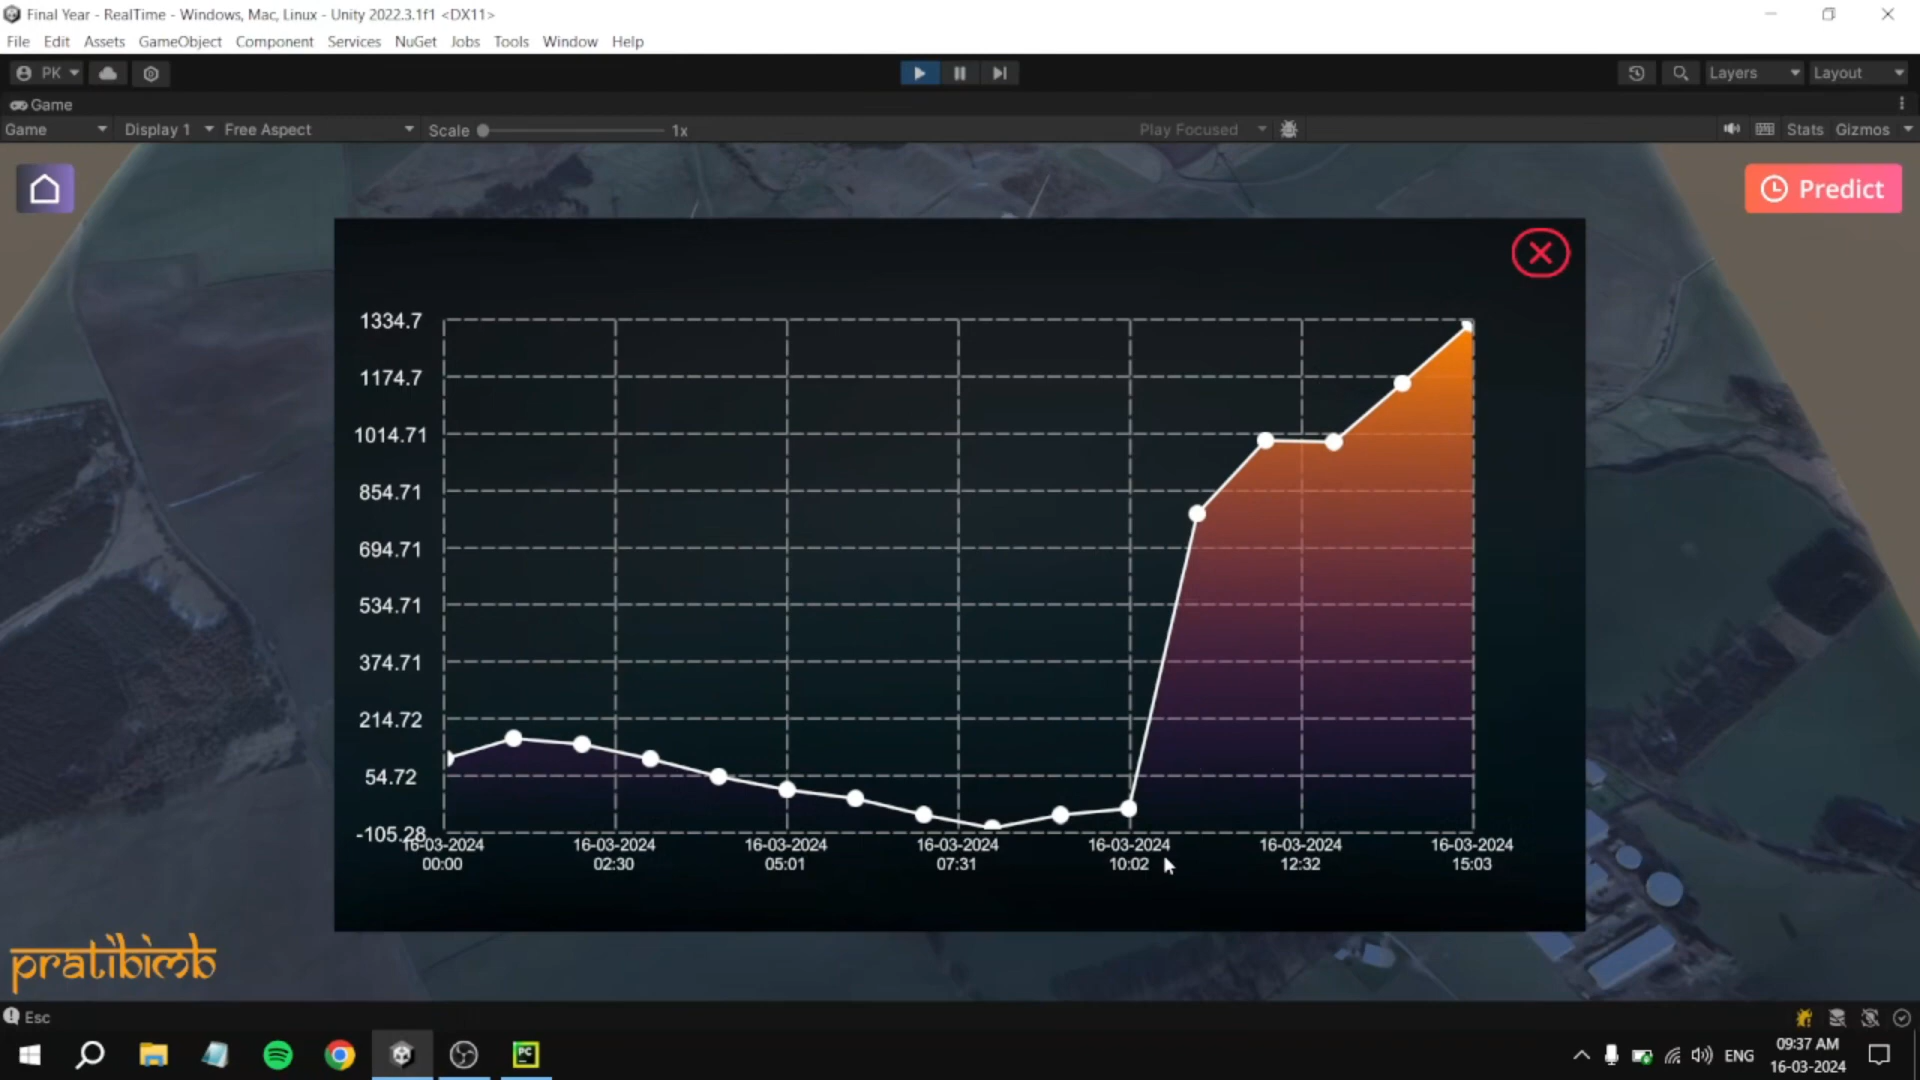 Final Year - RealTime - Windows, Mac, Linux - Unity 2022.3.1f1 <DX11>
File Edit Assets GameObject Component Services NuGet Jobs Tools Window Help
PK Layers Layout
Game
Game Display 1 Free Aspect Scale 1x Play Focused Stats Gizmos
Predict
1334.7
1174.7
1014.71
854.71
694.71
534.71
374.71
214.72
54.72
-105.28
16-03-2024 16-03-2024 16-03-2024 16-03-2024 16-03-2024 16-03-2024 16-03-2024
00:00 02:30 05:01 07:31 10:02 12:32 15:03
pratibimb
Esc
PC
ENG
09:37 AM
16-03-2024